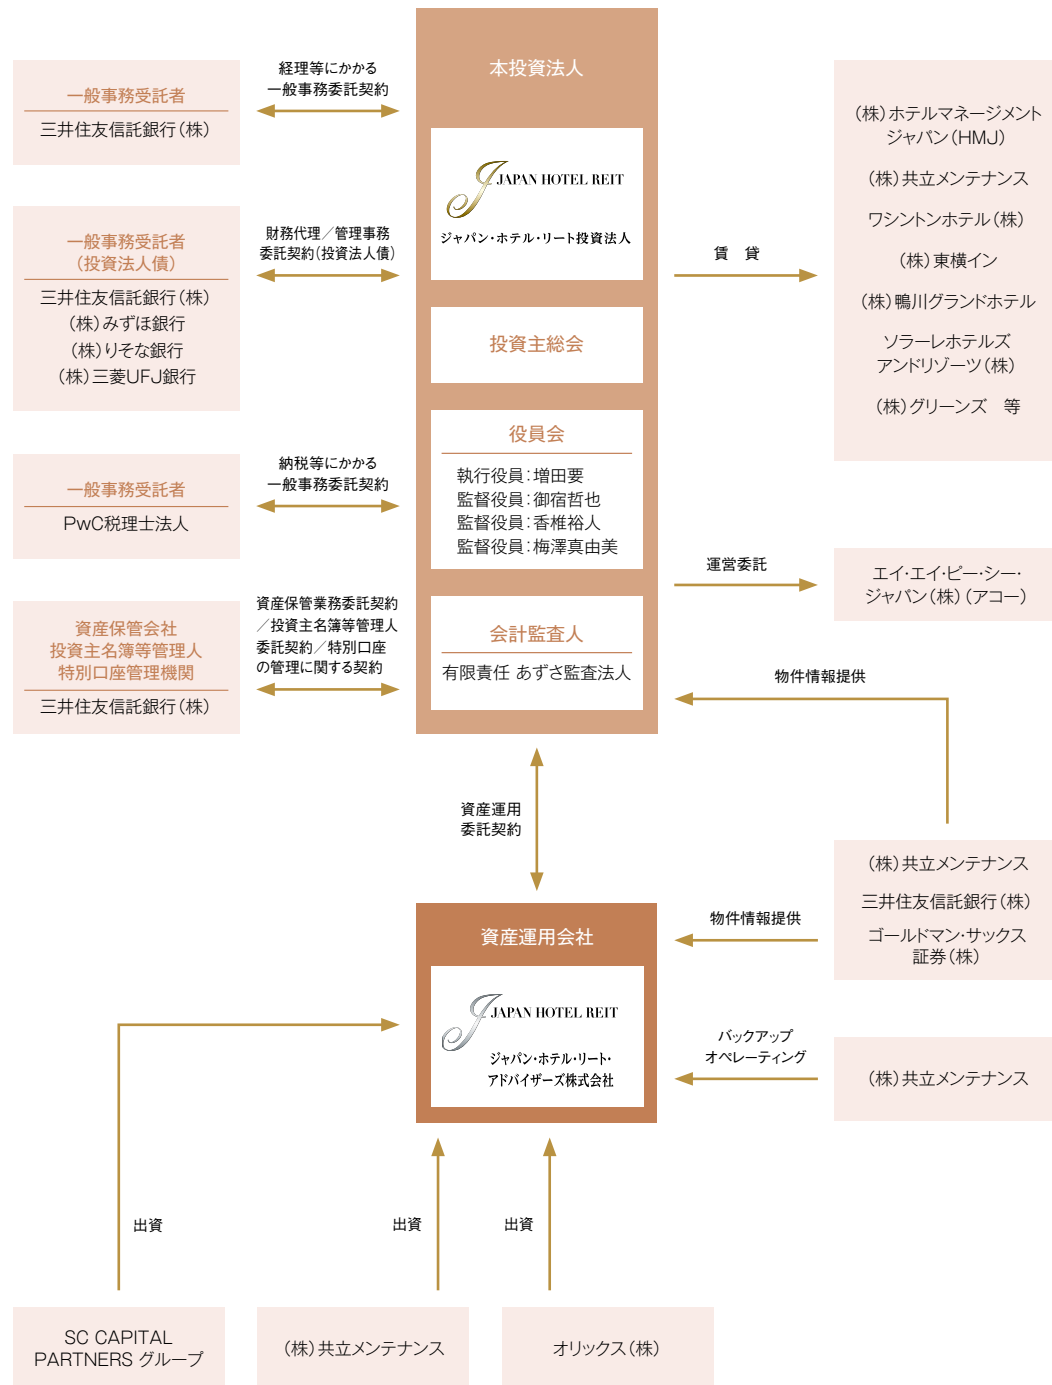 本投資法人
JAPAN HOTEL REIT
ジャパン・ホテル・リート投資法人
投資主総会
役員会
執行役員：増田要
監督役員：御宿哲也
監督役員：香椎裕人
監督役員：梅澤真由美
会計監査人
有限責任 あずさ監査法人
経理等にかかる
一般事務委託契約
一般事務受託者
三井住友信託銀行（株）
財務代理／管理事務
委託契約（投資法人債）
一般事務受託者
（投資法人債）
三井住友信託銀行（株）
（株）みずほ銀行
（株）りそな銀行
（株）三菱UFJ銀行
納税等にかかる
一般事務委託契約
一般事務受託者
PwC税理士法人
資産保管業務委託契約
／投資主名簿等管理人
委託契約／特別口座
の管理に関する契約
資産保管会社
投資主名簿等管理人
特別口座管理機関
三井住友信託銀行（株）
賃　貸
（株）ホテルマネージメント
ジャパン（HMJ）
（株）共立メンテナンス
ワシントンホテル（株）
（株）東横イン
（株）鴨川グランドホテル
ソラーレホテルズ
アンドリゾーツ（株）
（株）グリーンズ　等
運営委託
エイ・エイ・ピー・シー・
ジャパン（株）（アコー）
物件情報提供
（株）共立メンテナンス
三井住友信託銀行（株）
ゴールドマン・サックス
証券（株）
物件情報提供
資産運用
委託契約
資産運用会社
JAPAN HOTEL REIT
ジャパン・ホテル・リート・
アドバイザーズ株式会社
バックアップ
オペレーティング
（株）共立メンテナンス
出資
出資
出資
SC CAPITAL
PARTNERS グループ
（株）共立メンテナンス
オリックス（株）